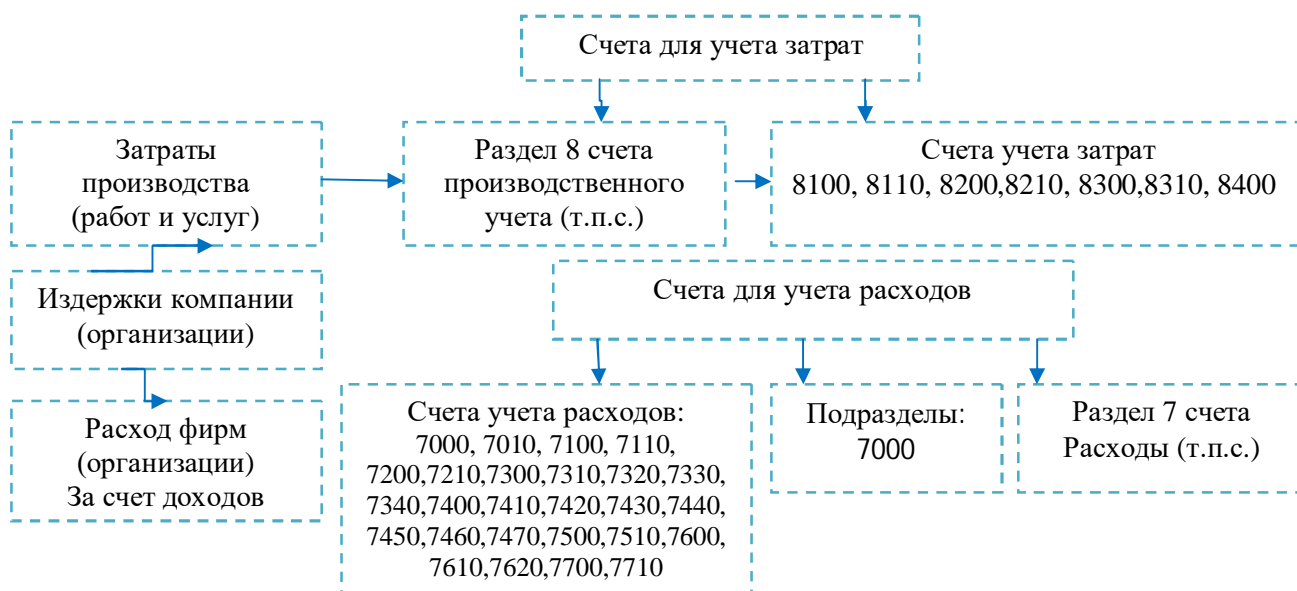 Счета для учета затрат
Затраты
производства
(работ и услуг)
Раздел 8 счета
производственного
учета (т.п.с.)
Счета учета затрат
8100, 8110, 8200,8210, 8300,8310, 8400
Издержки компании
(организации)
Счета для учета расходов
Расход фирм
(организации)
За счет доходов
Счета учета расходов:
7000, 7010, 7100, 7110,
7200,7210,7300,7310,7320,7330,
7340,7400,7410,7420,7430,7440,
7450,7460,7470,7500,7510,7600,
7610,7620,7700,7710
Подразделы:
7000
Раздел 7 счета
Расходы (т.п.с.)